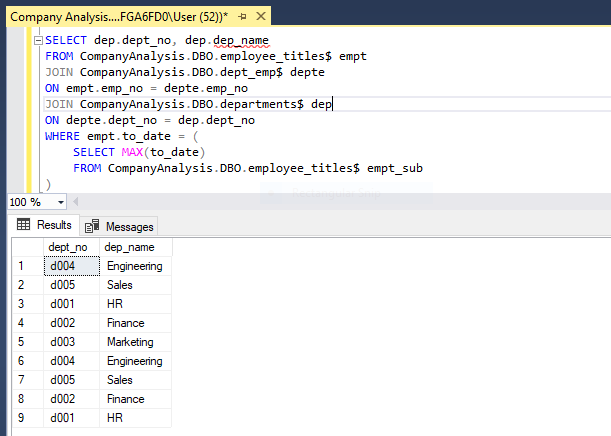 Company Analysis....FGA6FD0\User (52))*
SELECT dep.dept_no, dep.dep_name
FROM CompanyAnalysis.DBO.employee_titles$ empt
JOIN CompanyAnalysis.DBO.dept_emp$ depte
ON empt.emp_no = depte.emp_no
JOIN CompanyAnalysis.DBO.departments$ dep
ON depte.dept_no = dep.dept_no
WHERE empt.to_date = (
SELECT MAX(to_date)
FROM CompanyAnalysis.DBO.employee_titles$ empt_sub
)
100 %
Results Messages
dept_no dep_name
1 d004 Engineering
2 d005 Sales
3 d001 HR
4 d002 Finance
5 d003 Marketing
6 d004 Engineering
7 d005 Sales
8 d002 Finance
9 d001 HR